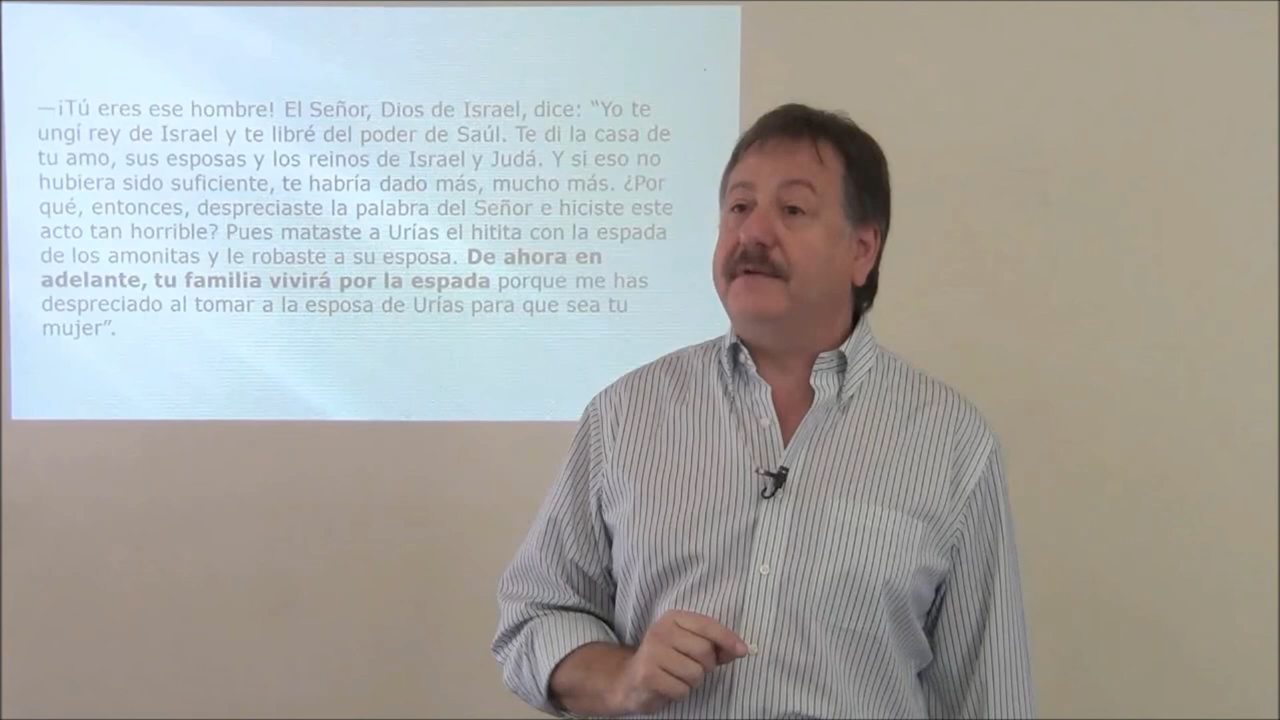 —¡Tú eres ese hombre! El Señor, Dios de Israel, dice: “Yo te
ungí rey de Israel y te libré del poder de Saúl. Te di la casa de
tu amo, sus esposas y los reinos de Israel y Judá. Y si eso no
hubiera sido suficiente, te habría dado más, mucho más. ¿Por
qué, entonces, despreciaste la palabra del Señor e hiciste este
acto tan horrible? Pues mataste a Urías el hitita con la espada
de los amonitas y le robaste a su esposa. De ahora en
adelante, tu familia vivirá por la espada porque me has
despreciado al tomar a la esposa de Urías para que sea tu
mujer”.